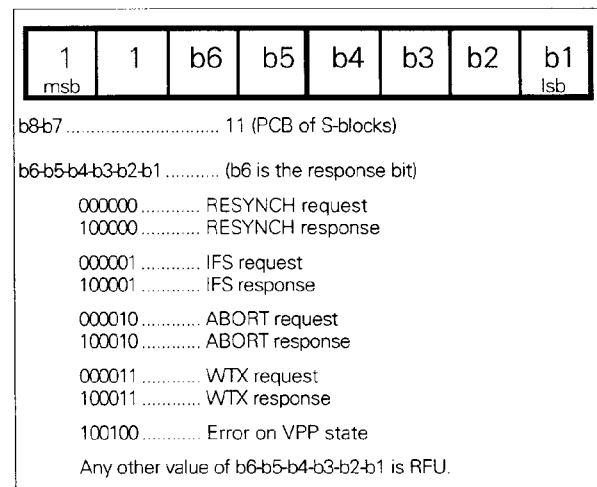 1 1 b6 b5 b4 b3 b2 b1
msb lsb
b8-b7 ............................... 11 (PCB of S-blocks)
b6-b5-b4-b3-b2-b1 ........... (b6 is the response bit)
000000 ............ RESYNCH request
100000 ............ RESYNCH response
000001 ............ IFS request
100001 ............ IFS response
000010 ............ ABORT request
100010 ............ ABORT response
000011 ............ WTX request
100011 ............ WTX response
100100 ............ Error on VPP state
Any other value of b6-b5-b4-b3-b2-b1 is RFU.